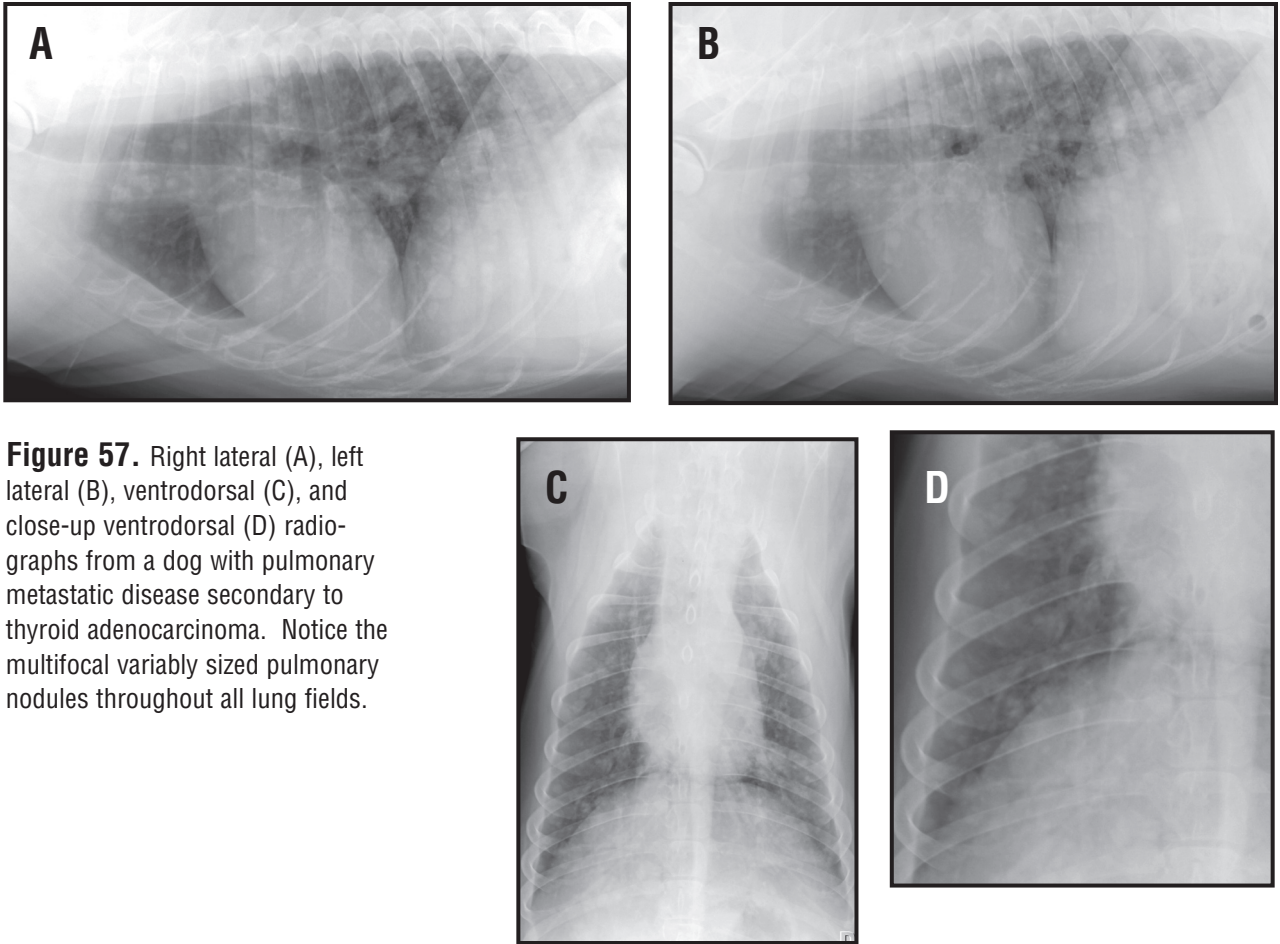 A
B
Figure 57. Right lateral (A), left
lateral (B), ventrodorsal (C), and
close-up ventrodorsal (D) radio-
graphs from a dog with pulmonary
metastatic disease secondary to
thyroid adenocarcinoma. Notice the
multifocal variably sized pulmonary
nodules throughout all lung fields.
C
D